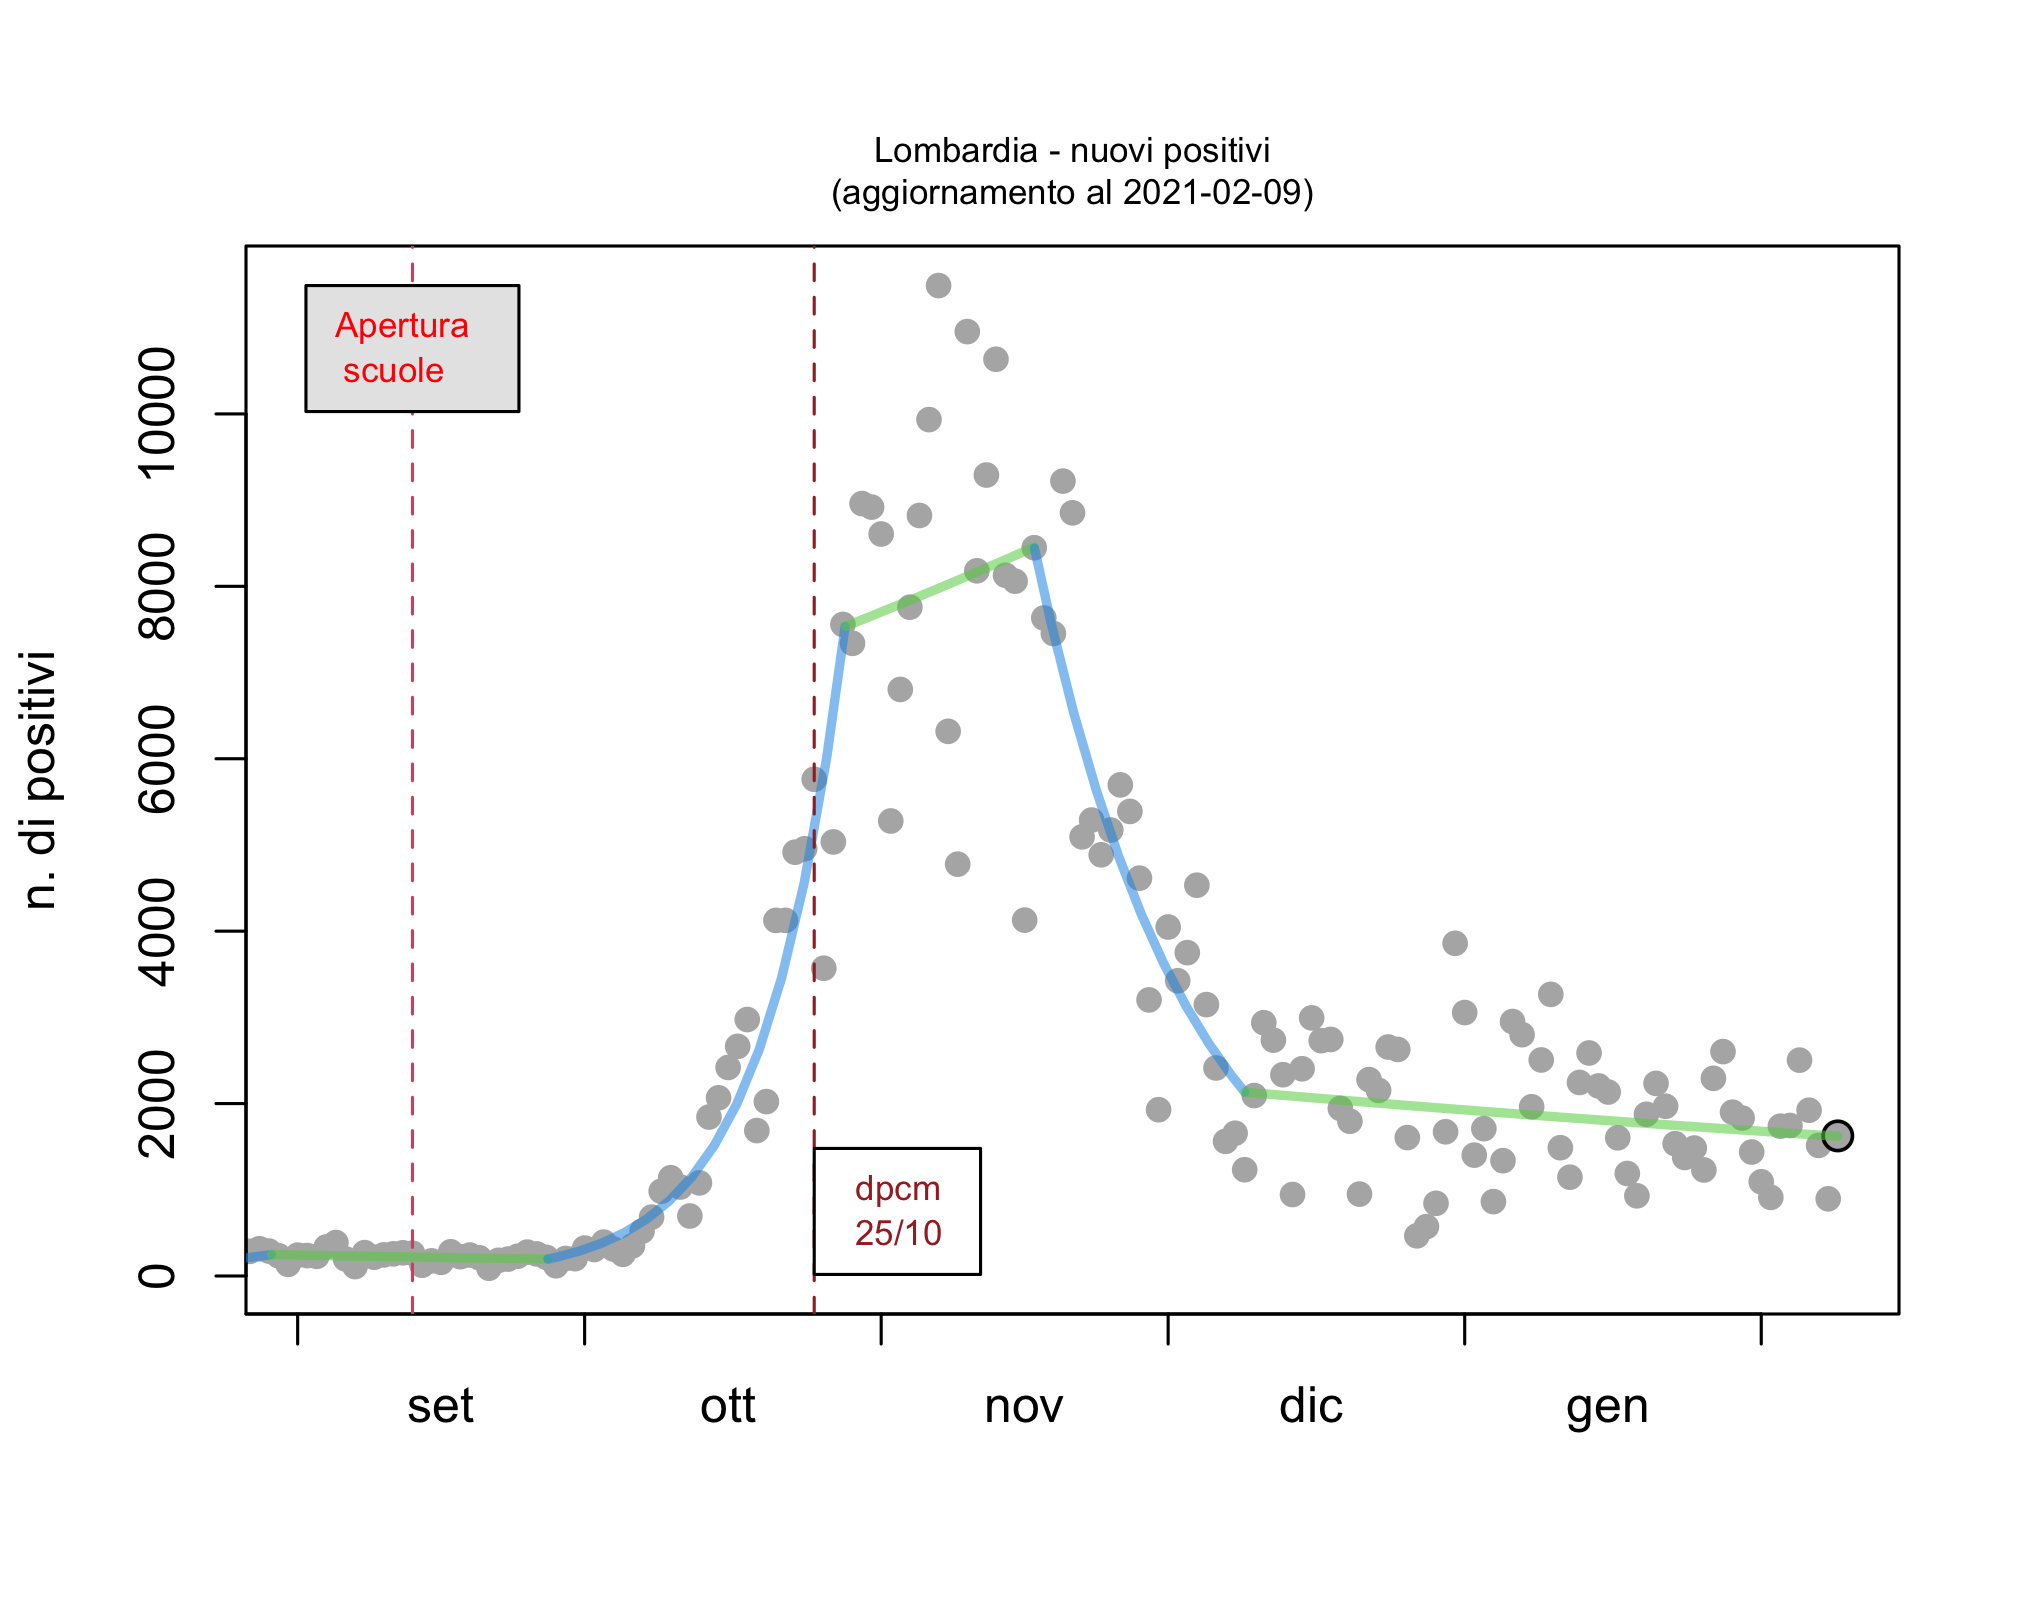 Lombardia - nuovi positivi
(aggiornamento al 2021-02-09)
Apertura
scuole
10000
8000
6000
4000
2000
0
n. di positivi
dpcm
25/10
set ott nov dic gen